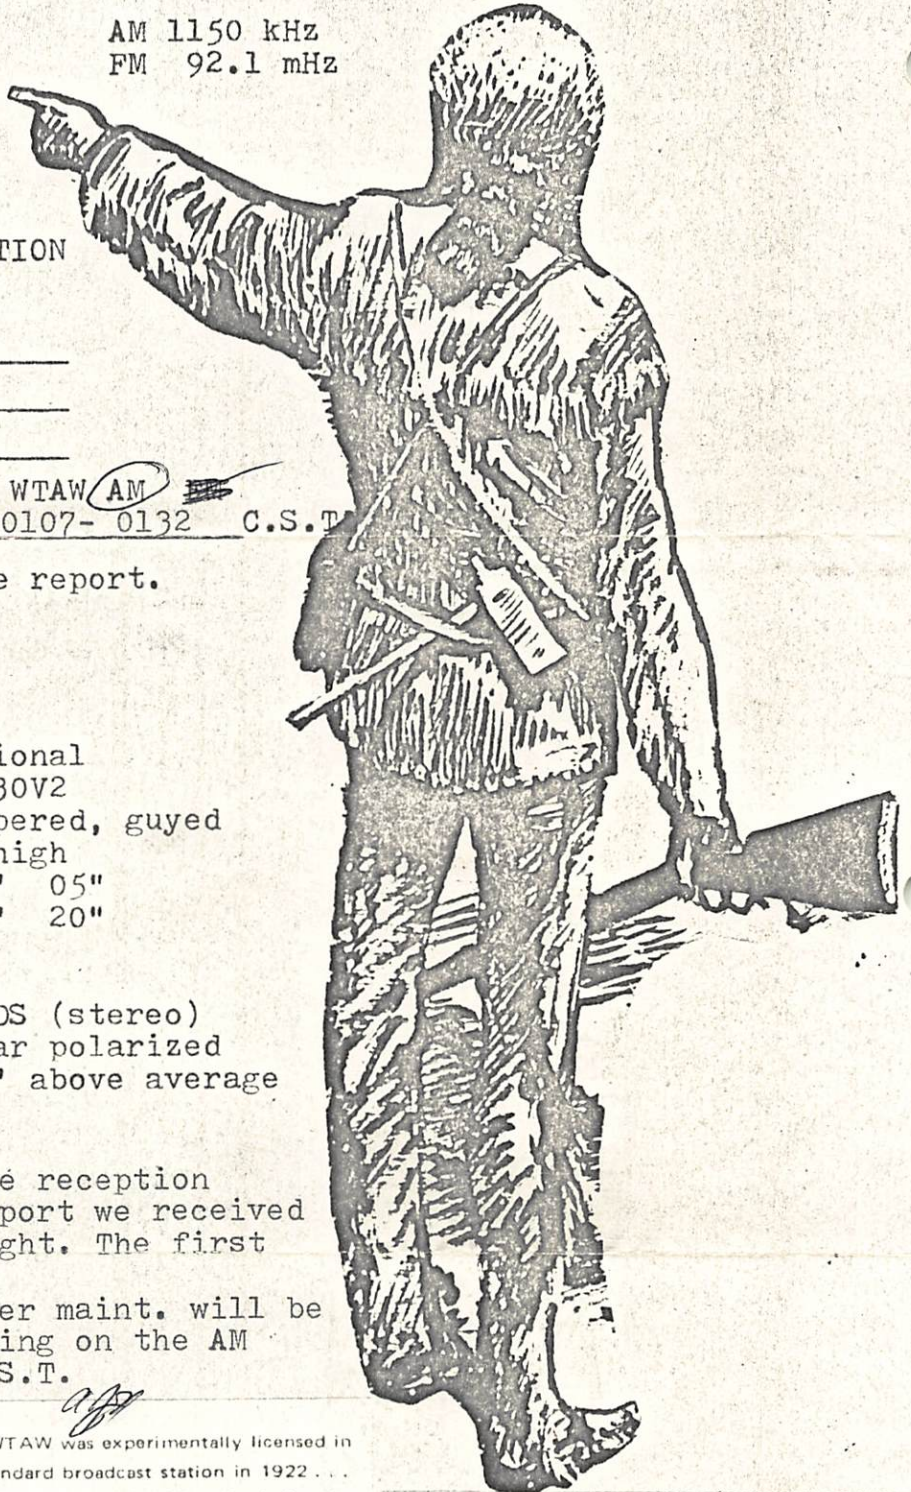 AM 1150 kHz
FM 92.1 mHz
TION
WTAW AM
0107- 0132 C.S.T
e report.
ional
30V2
pered, guyed
high
' 05"
' 20"
OS (stereo)
ar polarized
' above average
e reception
port we received
ght. The first
er maint. will be
ing on the AM
S.T.
WTAW was experimentally licensed in
ndard broadcast station in 1922 . . .